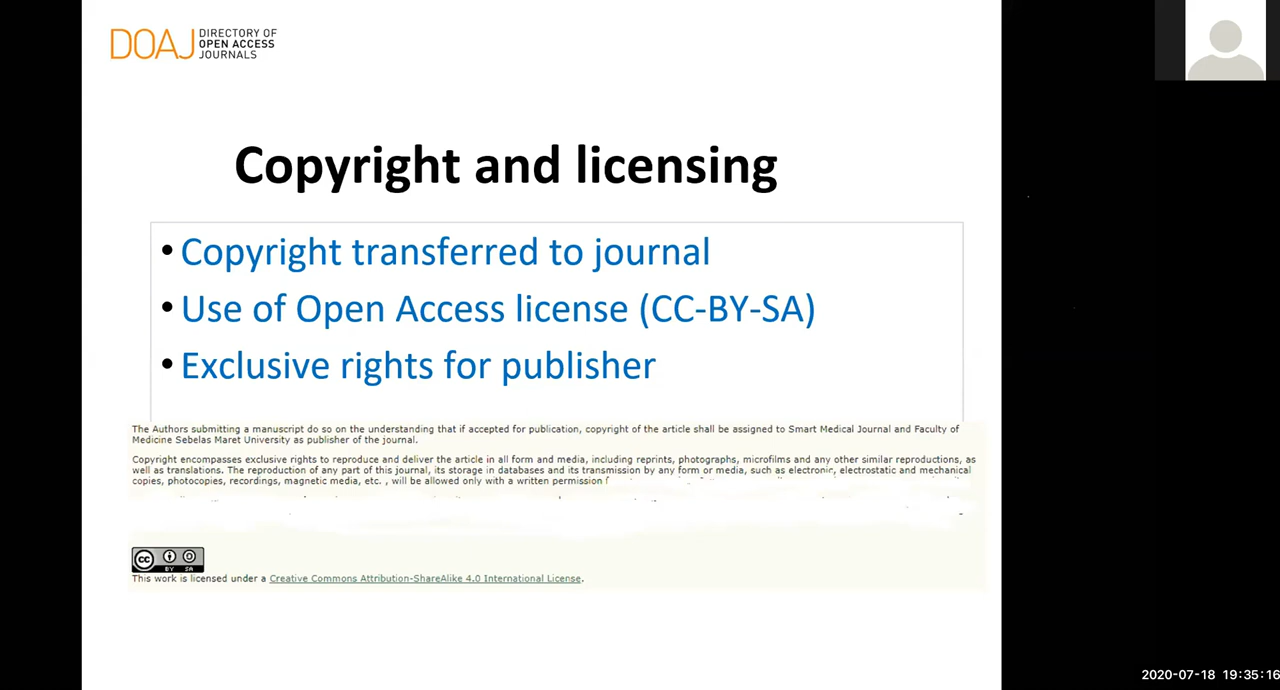 DOAJ DIRECTORY OF
OPEN ACCESS
JOURNALS
Copyright and licensing
• Copyright transferred to journal
• Use of Open Access license (CC-BY-SA)
• Exclusive rights for publisher
The Authors submitting a manuscript do so on the understanding that if accepted for publication, copyright of the article shall be assigned to Smart Medical Journal and Faculty of
Medicine Sebelas Maret University as publisher of the journal.
Copyright encompasses exclusive rights to reproduce and deliver the article in all form and media, including reprints, photographs, microfilms and any other similar reproductions, as
well as translations. The reproduction of any part of this journal, its storage in databases and its transmission by any form or media, such as electronic, electrostatic and mechanical
copies, photocopies, recordings, magnetic media, etc. , will be allowed only with a written permission
cc BY SA
This work is licensed under a Creative Commons Attribution-ShareAlike 4.0 International License.
2020-07-18 19:35:16